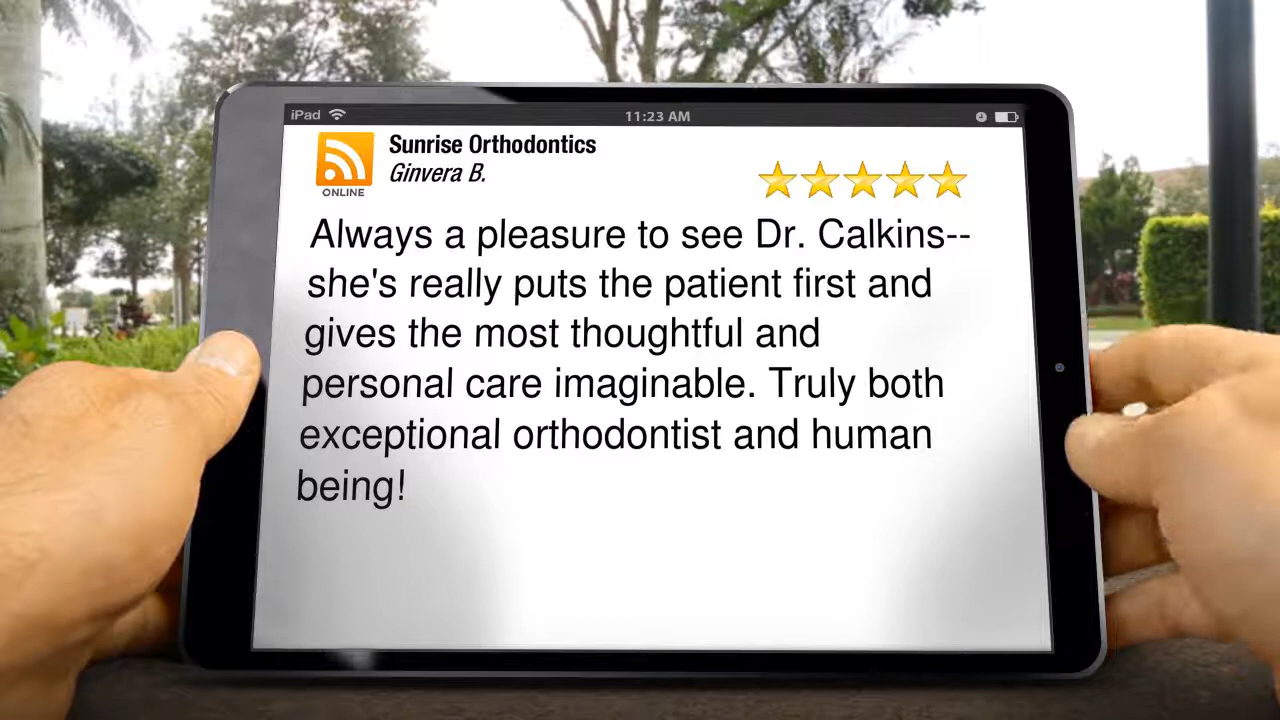 iPad
11:23 AM
ONLINE
Sunrise Orthodontics
Ginvera B.
Always a pleasure to see Dr. Calkins--
she's really puts the patient first and
gives the most thoughtful and
personal care imaginable. Truly both
exceptional orthodontist and human
being!